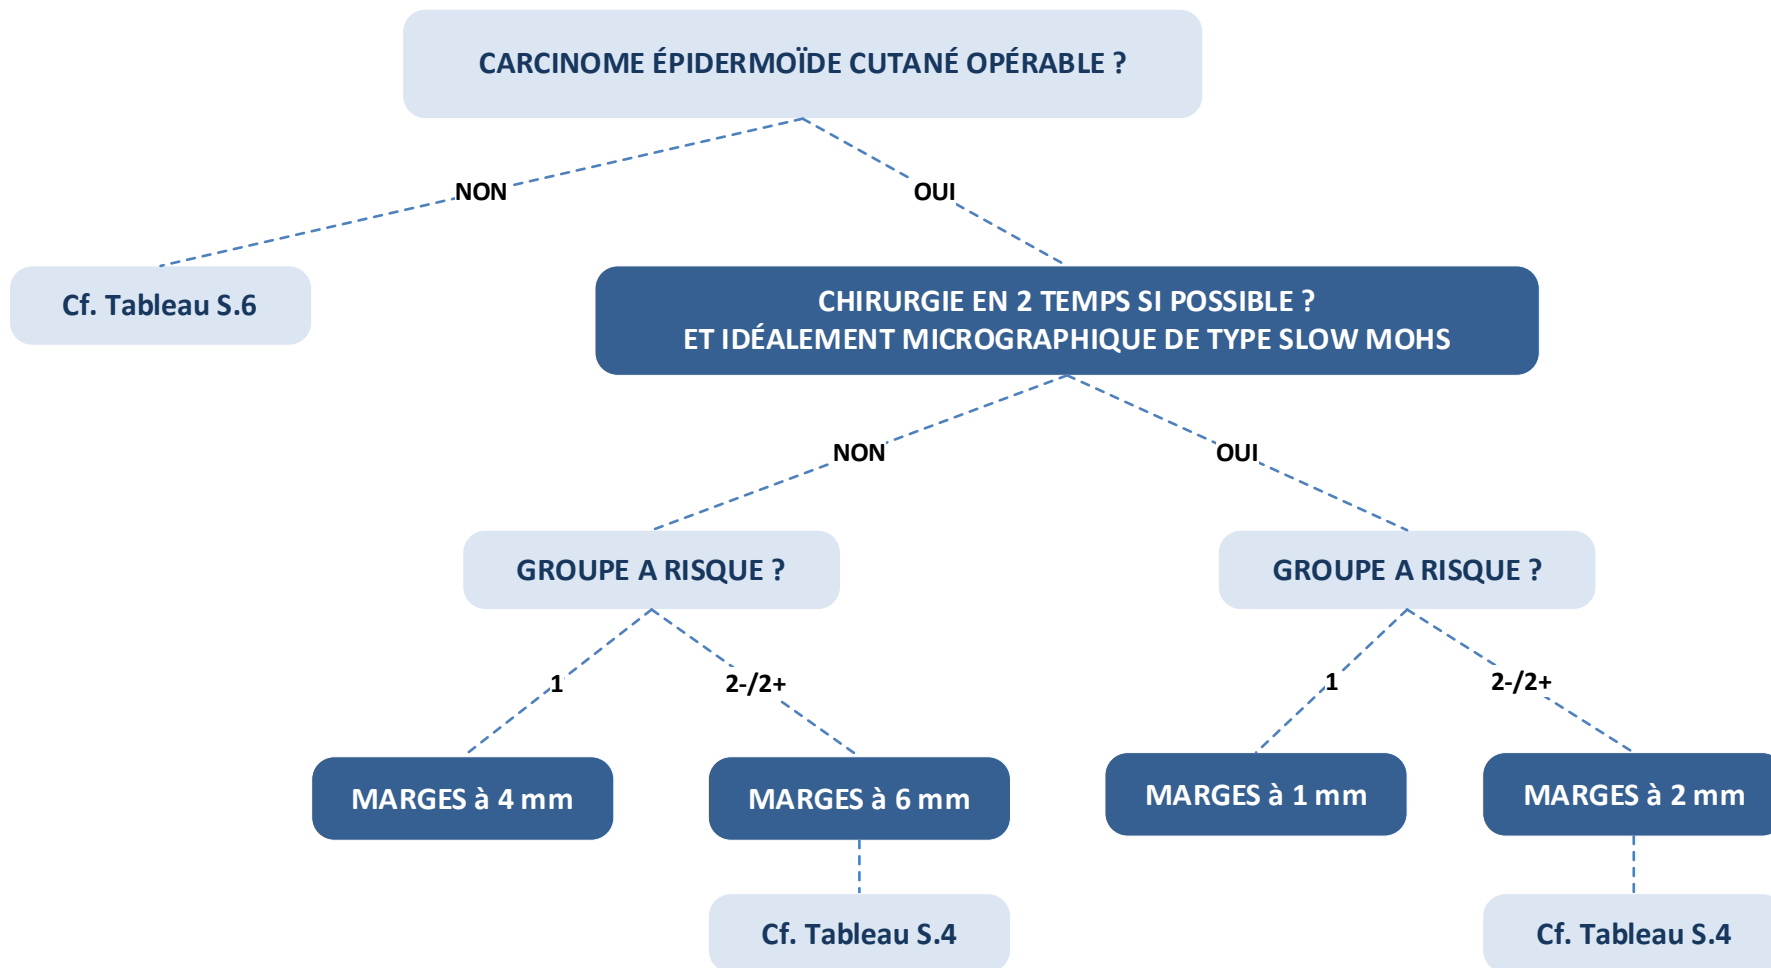 CARCINOME ÉPIDERMOÏDE CUTANÉ OPÉRABLE ?
NON
OUI
Cf. Tableau S.6
CHIRURGIE EN 2 TEMPS SI POSSIBLE ?
ET IDÉALEMENT MICROGRAPHIQUE DE TYPE SLOW MOHS
NON
OUI
GROUPE A RISQUE ?
GROUPE A RISQUE ?
1
2-/2+
1
2-/2+
MARGES à 4 mm
MARGES à 6 mm
MARGES à 1 mm
MARGES à 2 mm
Cf. Tableau S.4
Cf. Tableau S.4